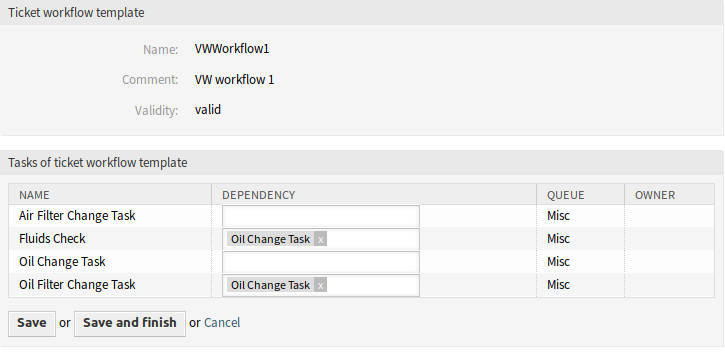 Ticket workflow template
Name: VWWorkflow1
Comment: VW workflow 1
Validity: valid
Tasks of ticket workflow template
NAME DEPENDENCY QUEUE OWNER
Air Filter Change Task Misc
Fluids Check Oil Change Task x Misc
Oil Change Task Misc
Oil Filter Change Task Oil Change Task x Misc
Save or Save and finish or Cancel